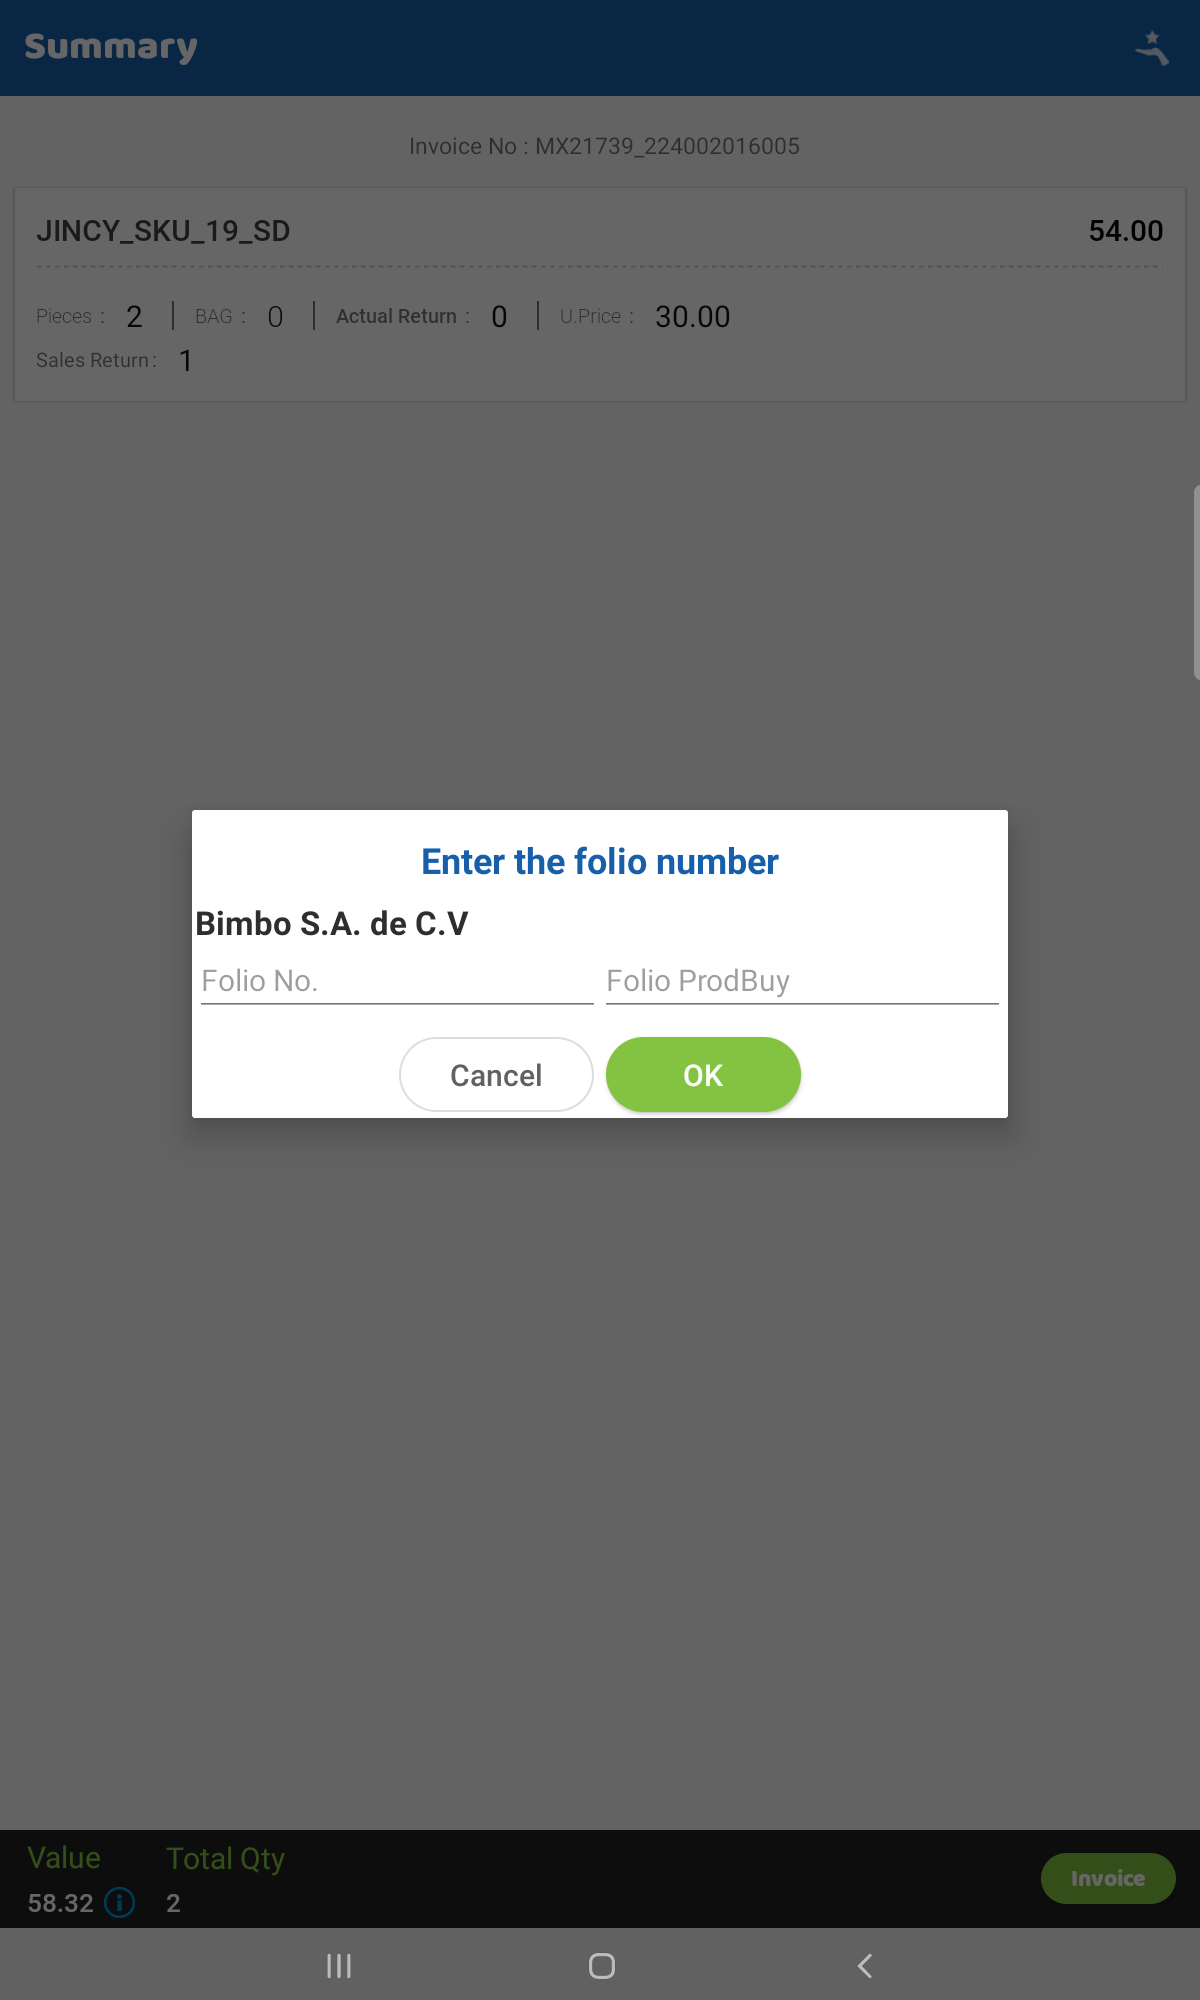 Summary
Invoice No : MX21739_224002016005
JINCY_SKU_19_SD 54.00
Pieces : 2 BAG : 0 Actual Return : 0 U.Price : 30.00
Sales Return : 1
Enter the folio number
Bimbo S.A. de C.V
Folio No. Folio ProdBuy
Cancel OK
Value Total Qty
58.32 2
Invoice